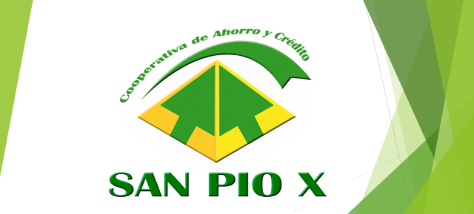 Cooperativa de Ahorro y Crédito
SAN PIO X